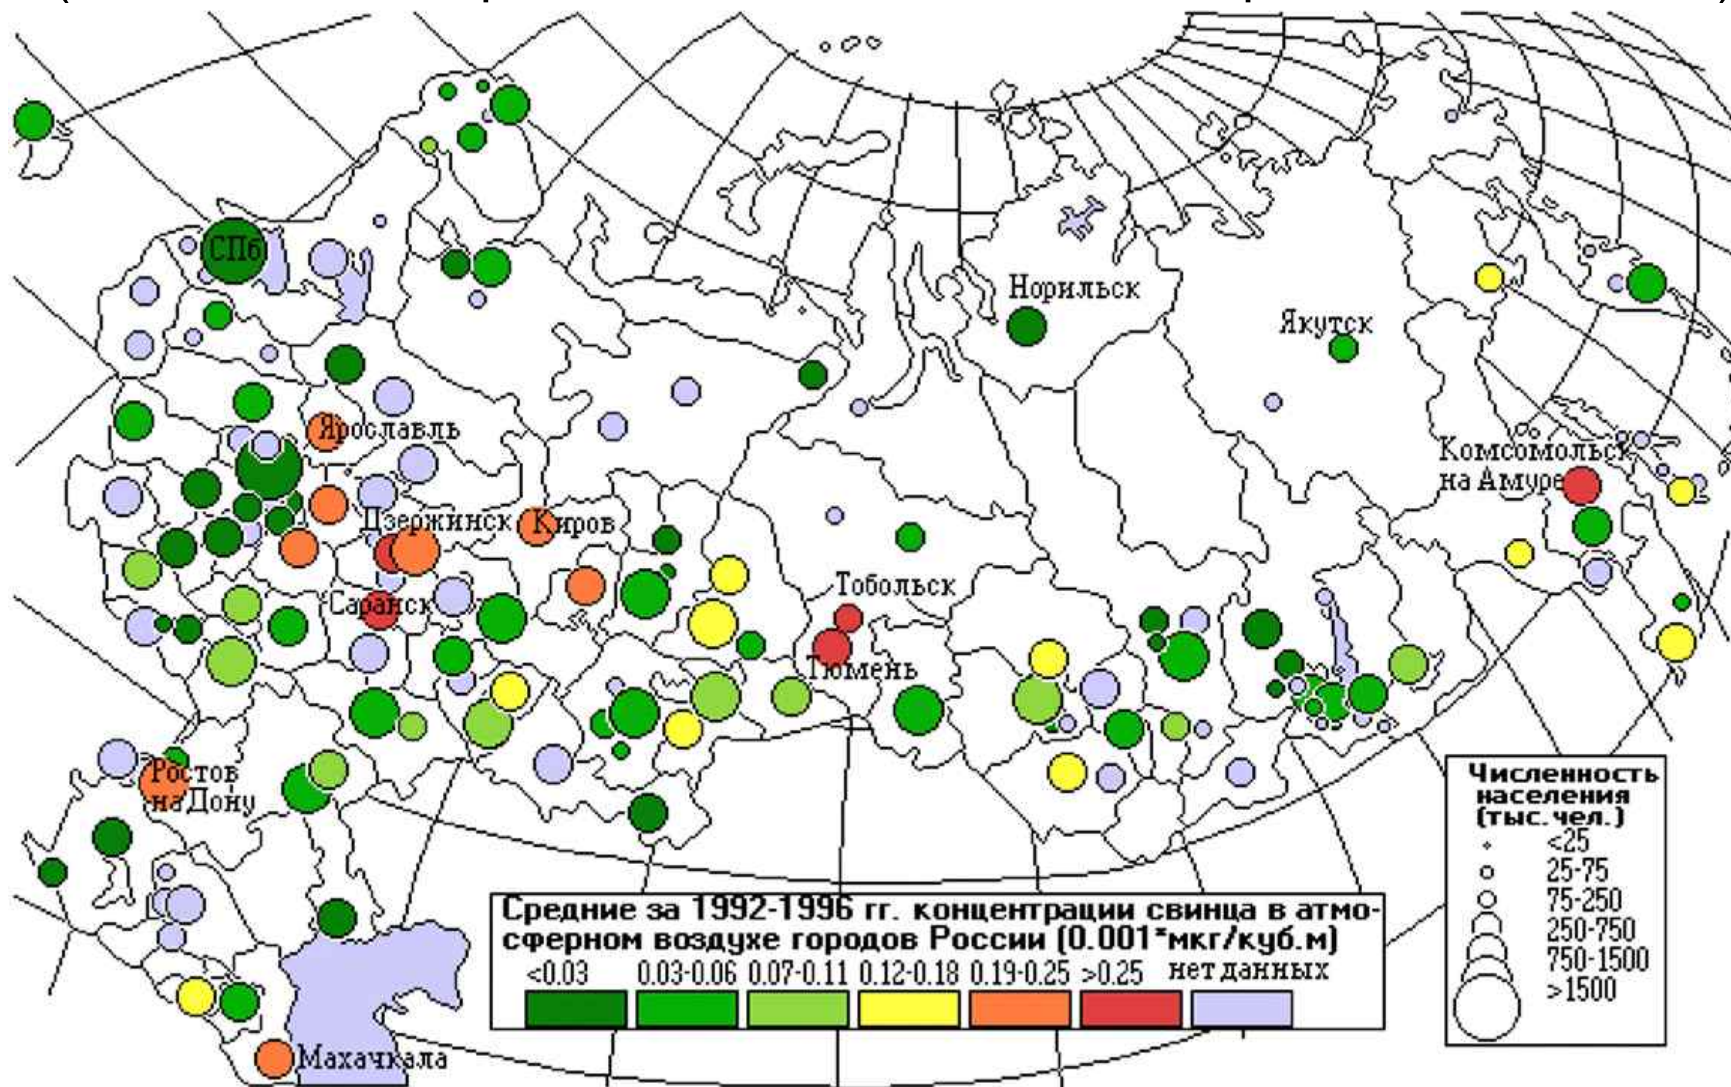 СПб
Норильск
Якутск
Ярославль
Комсомольск
на Амуре
Дзержинск
Киров
Саранск
Тобольск
Тюмень
Ростов
на Дону
Махачкала
Средние за 1992-1996 гг. концентрации свинца в атмо-
сферном воздухе городов России (0.001*мкг/куб.м)
<0.03 0.03-0.06 0.07-0.11 0.12-0.18 0.19-0.25 >0.25 нет данных
Численность
населения
(тыс.чел.)
<25
25-75
75-250
250-750
750-1500
>1500